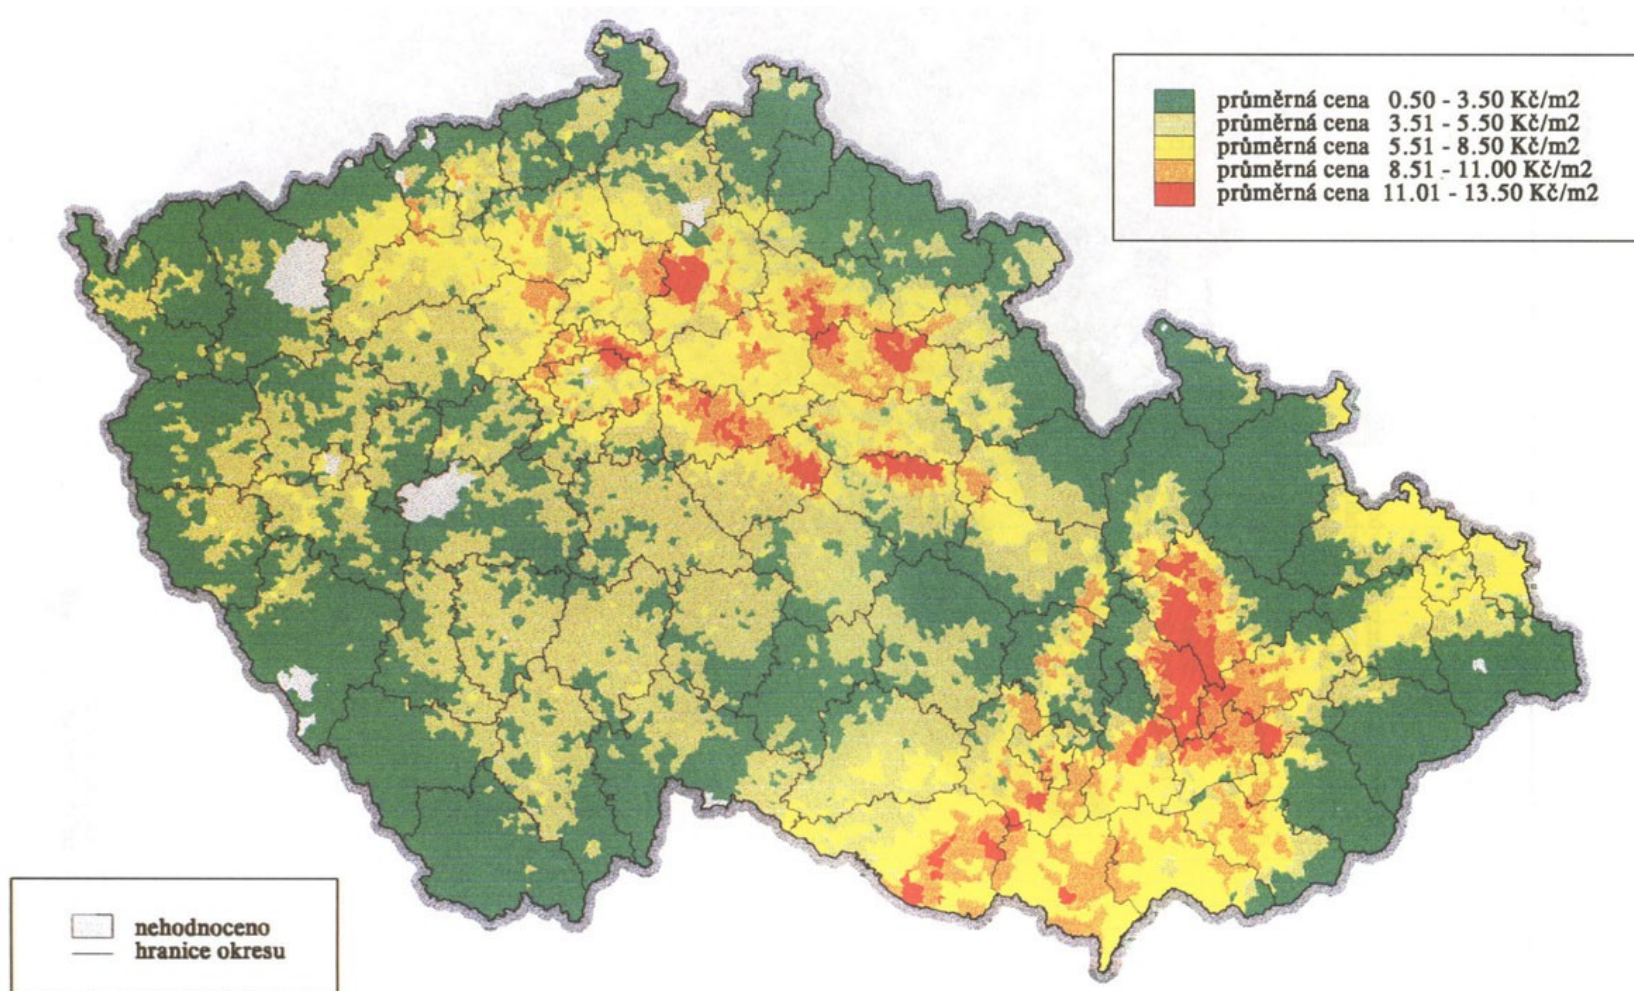 průměrná cena 0.50 - 3.50 Kč/m2
průměrná cena 3.51 - 5.50 Kč/m2
průměrná cena 5.51 - 8.50 Kč/m2
průměrná cena 8.51 - 11.00 Kč/m2
průměrná cena 11.01 - 13.50 Kč/m2
nehodnoceno
hranice okresu